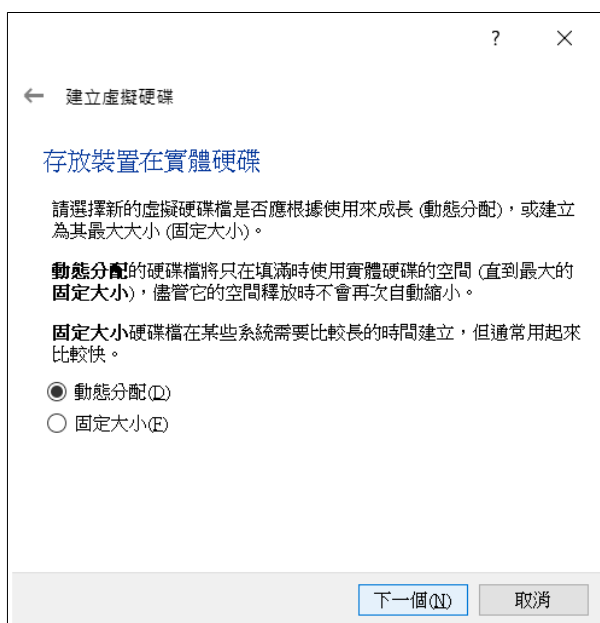 ?
建立虛擬硬碟
存放裝置在實體硬碟
請選擇新的虛擬硬碟檔是否應根據使用來成長 (動態分配)，或建立
為其最大大小 (固定大小)。
動態分配的硬碟檔將只在填滿時使用實體硬碟的空間 (直到最大的
固定大小)，儘管它的空間釋放時不會再次自動縮小。
固定大小硬碟檔在某些系統需要比較長的時間建立，但通常用起來
比較快。
動態分配(D)
固定大小(F)
下一個(N) 取消